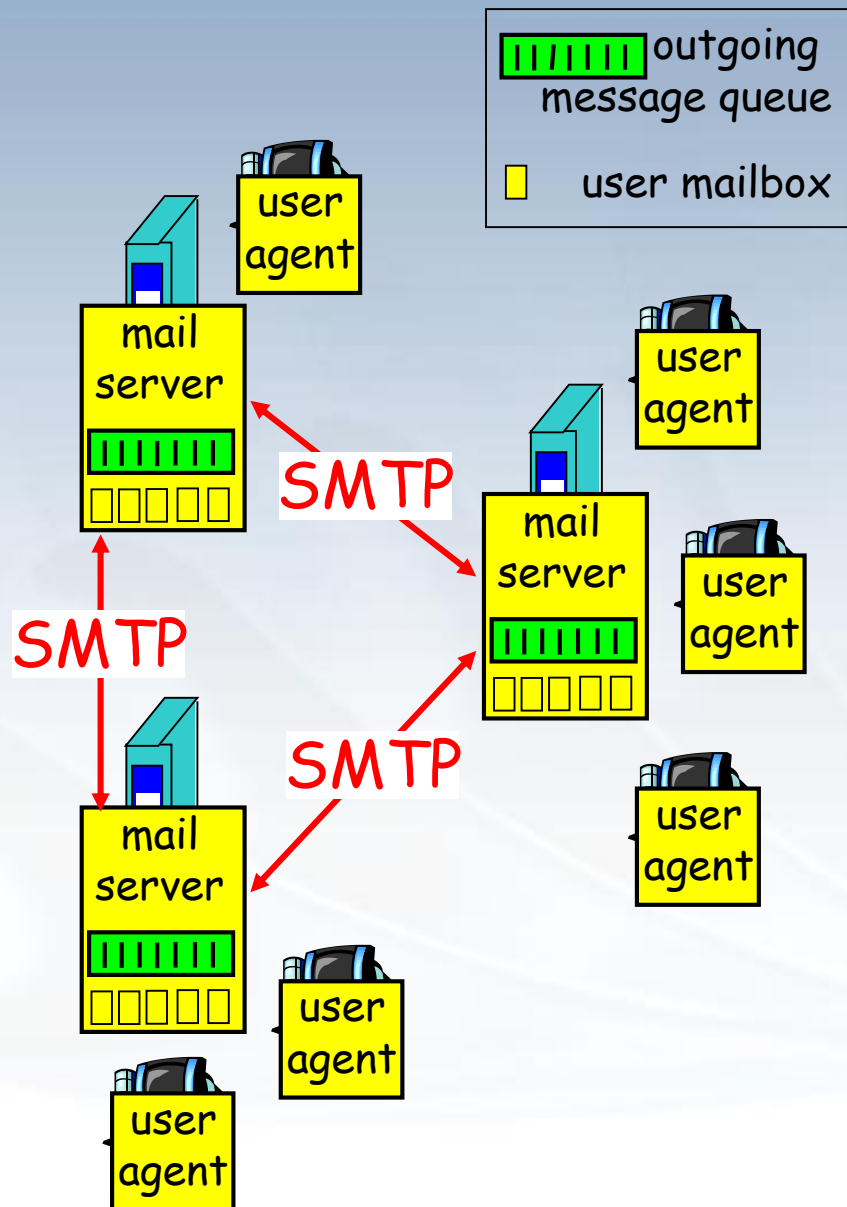 outgoing
message queue
user mailbox
user
agent
mail
server
user
agent
SMTP
mail
server
user
agent
SMTP
SMTP
user
agent
mail
server
user
agent
user
agent